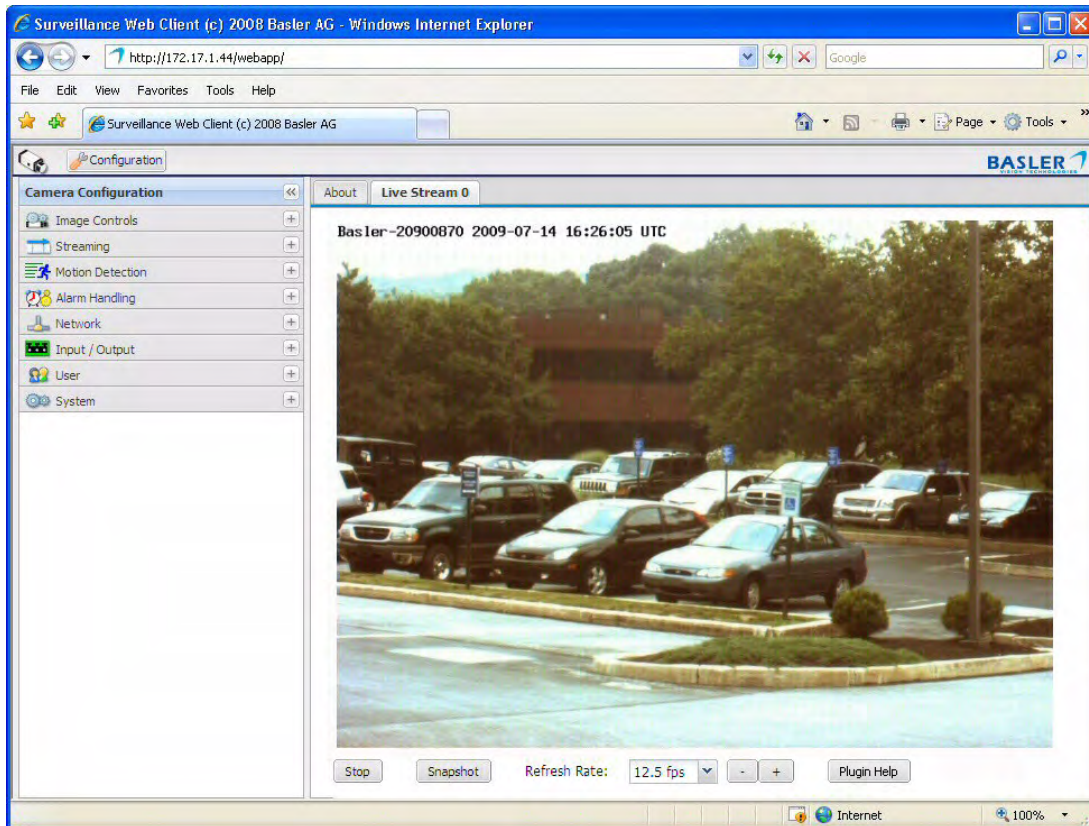 Surveillance Web Client (c) 2008 Basler AG - Windows Internet Explorer
http://172.17.1.44/webapp/
Google
File Edit View Favorites Tools Help
Surveillance Web Client (c) 2008 Basler AG
Page Tools »
Configuration
BASLER
VISION TECHNOLOGIES
Camera Configuration
About Live Stream 0
Image Controls
Streaming
Motion Detection
Alarm Handling
Network
Input / Output
User
System
Basler-20900870 2009-07-14 16:26:05 UTC
Stop Snapshot Refresh Rate: 12.5 fps - + Plugin Help
Internet 100%